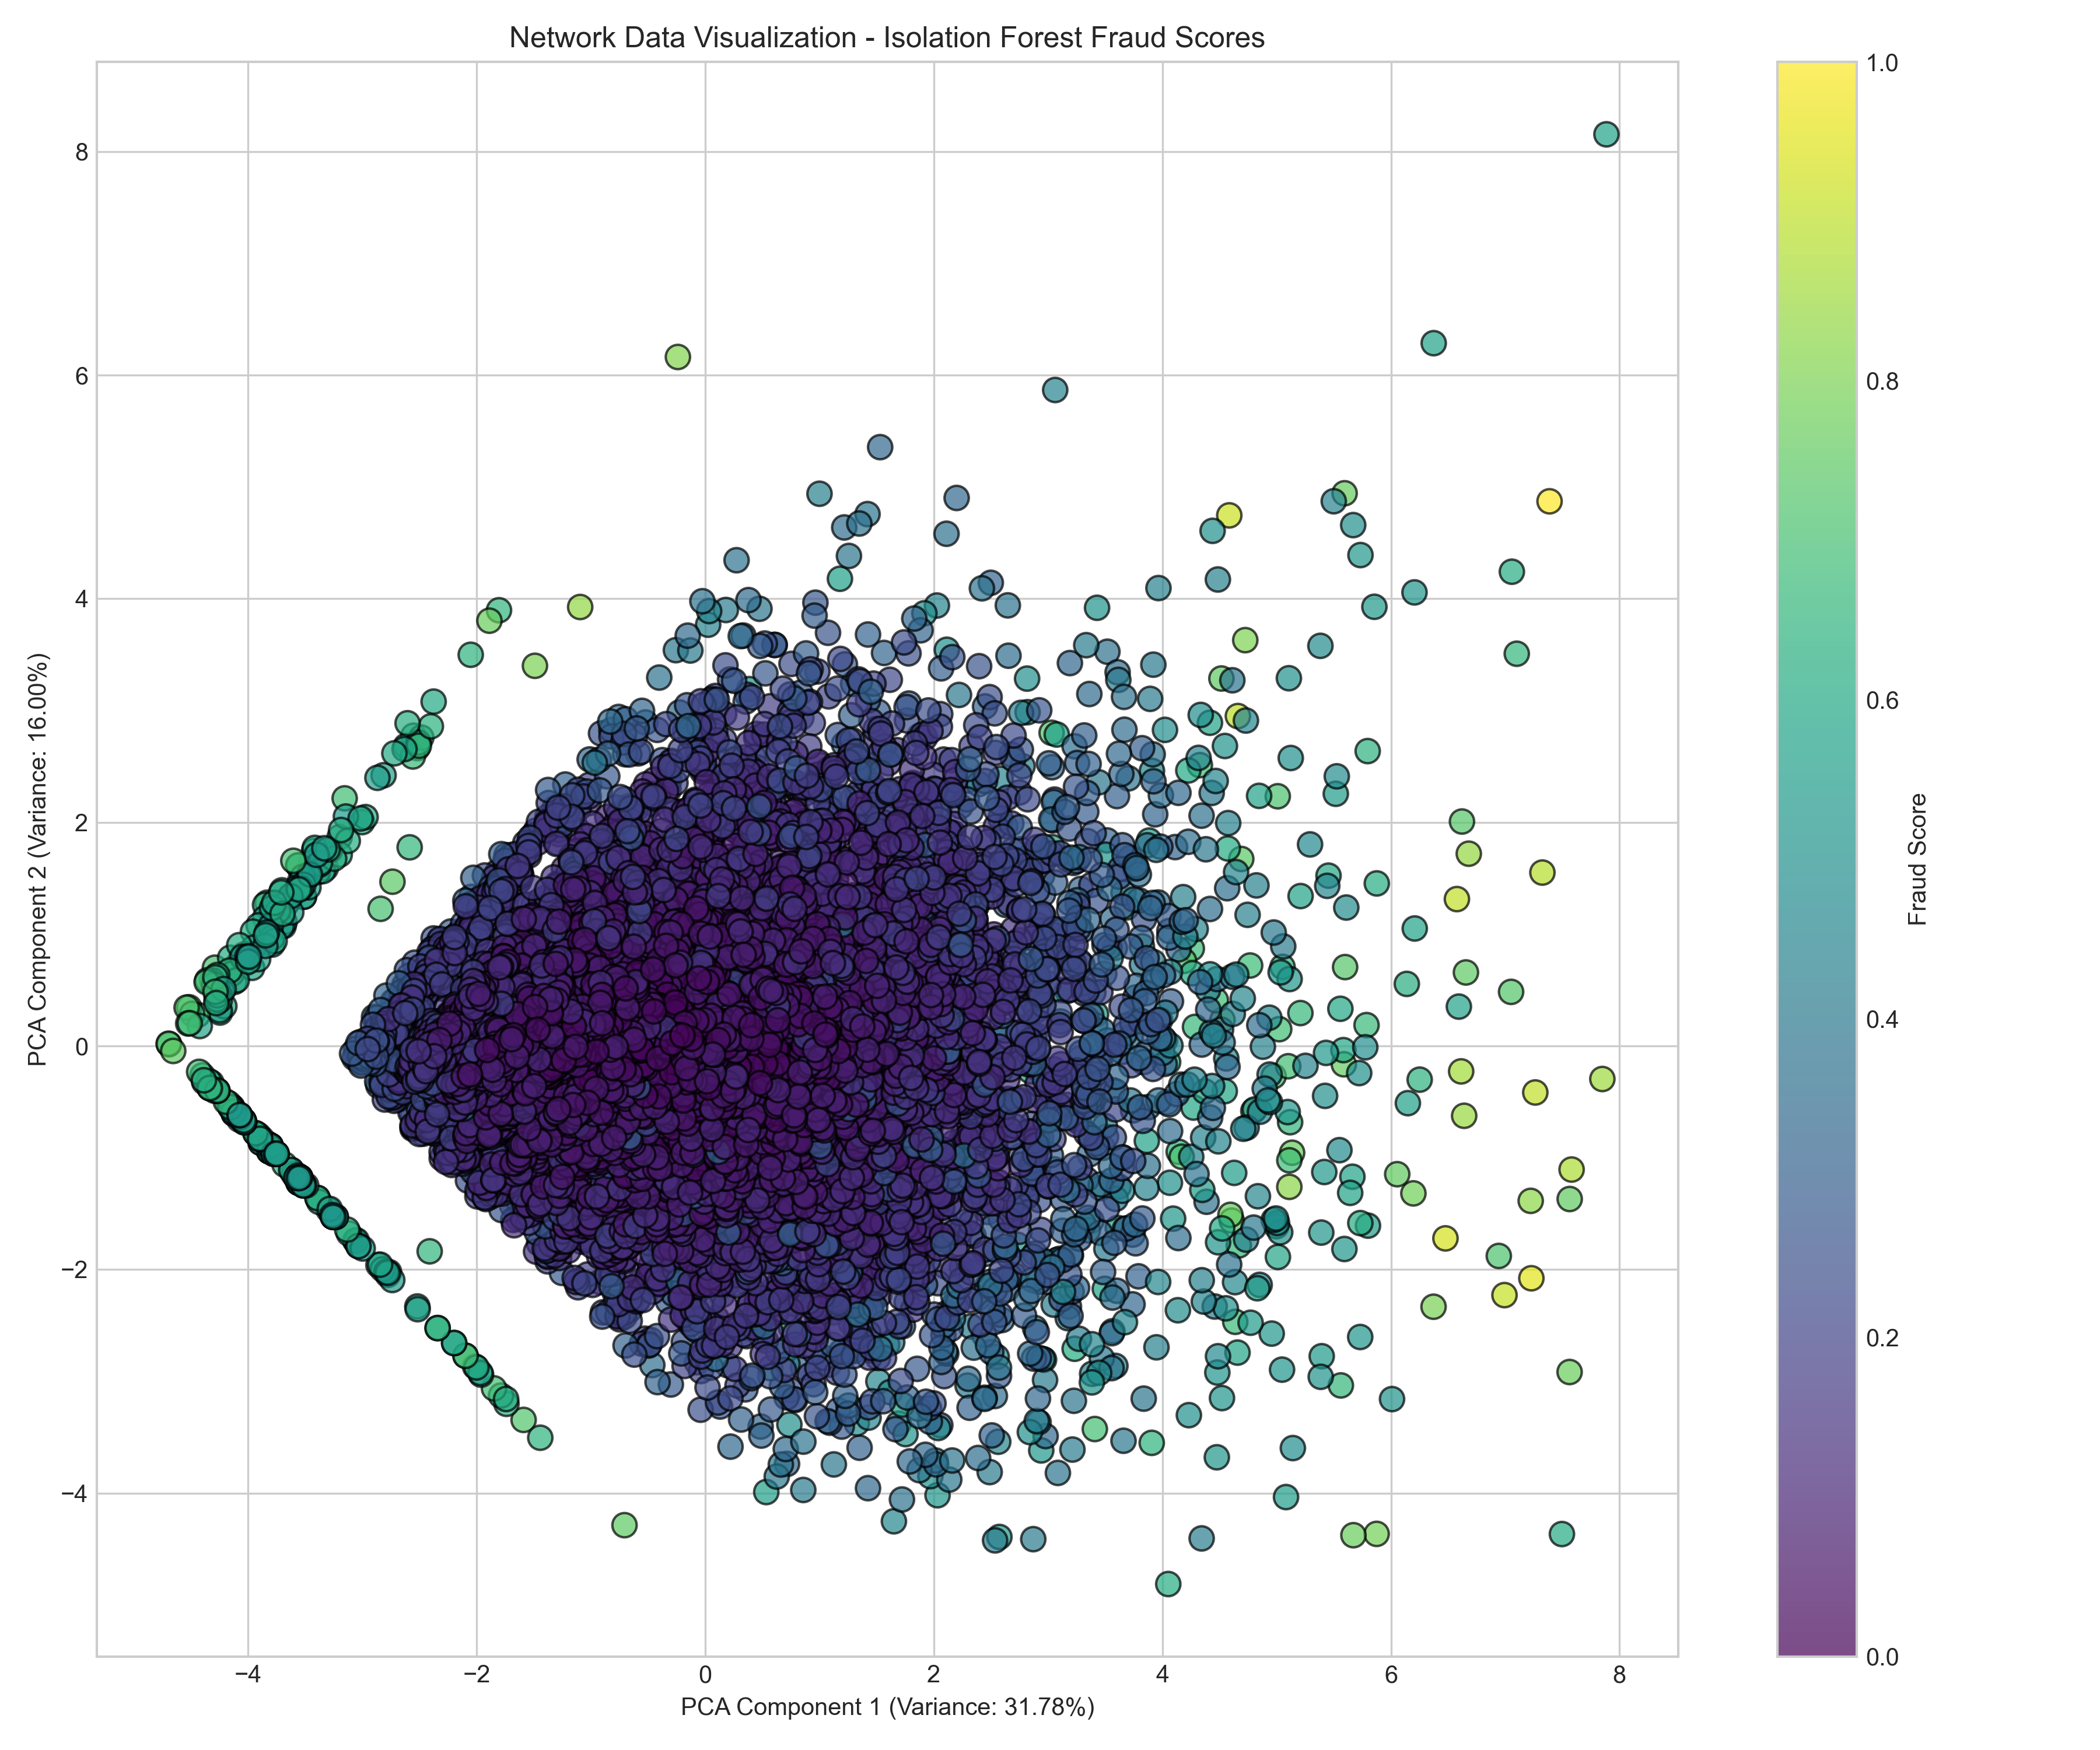 Network Data Visualization - Isolation Forest Fraud Scores
1.0
8
0.8
6
4
0.6
PCA Component 2 (Variance: 16.00%)
Fraud Score
2
0
0.4
−2
0.2
−4
0.0
−4 −2 0 2 4 6 8
PCA Component 1 (Variance: 31.78%)